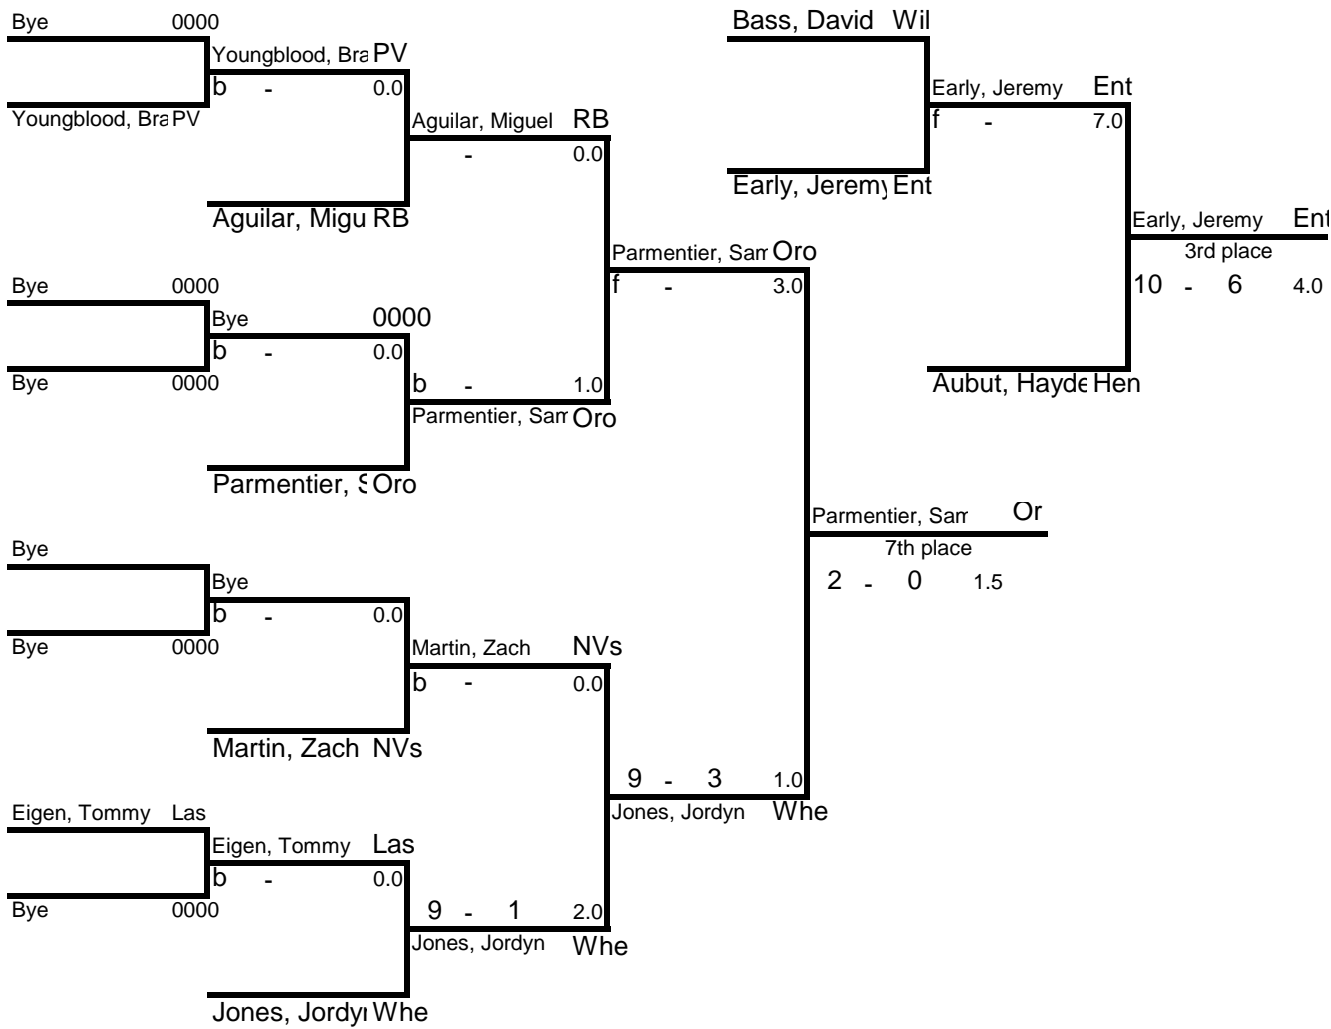 Bye 0000
Bass, David Wil
Youngblood, Bra PV
b - 0.0
Early, Jeremy Ent
f - 7.0
Youngblood, Bra PV
Aguilar, Miguel RB
- 0.0
Early, Jeremy Ent
Aguilar, Migu RB
Early, Jeremy Ent
3rd place
10 - 6 4.0
Parmentier, Sam Oro
f - 3.0
Bye 0000
Bye 0000
b - 0.0
Bye 0000
b - 1.0
Parmentier, Sam Oro
Aubut, Hayde Hen
Parmentier, S Oro
Parmentier, Sam Or
7th place
2 - 0 1.5
Bye
Bye
b - 0.0
Bye 0000
Martin, Zach NVs
b - 0.0
Martin, Zach NVs
9 - 3 1.0
Jones, Jordyn Whe
Eigen, Tommy Las
Eigen, Tommy Las
b - 0.0
Bye 0000
9 - 1 2.0
Jones, Jordyn Whe
Jones, Jordyn Whe